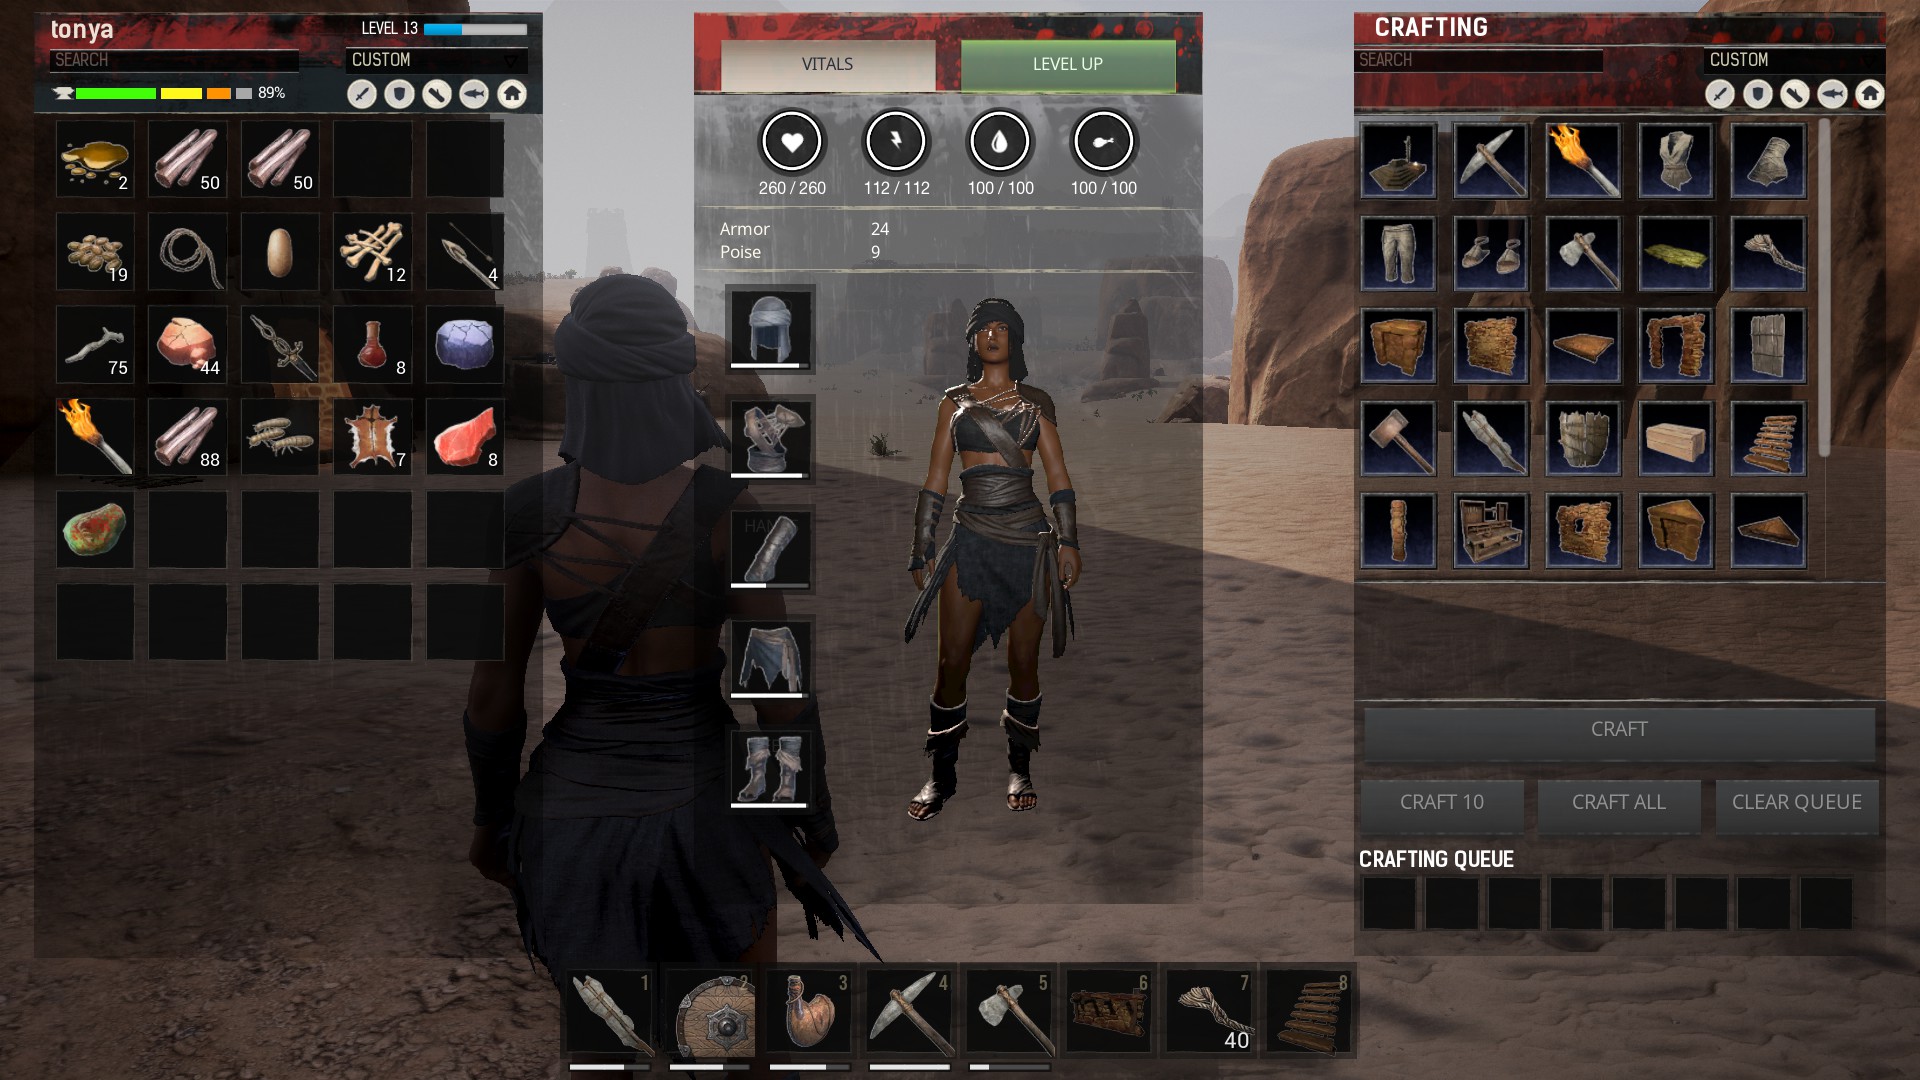 tonya
LEVEL 13
SEARCH
CUSTOM
89%
2
50
50
19
12
4
75
44
8
88
7
8
VITALS
LEVEL UP
260 / 260
112 / 112
100 / 100
100 / 100
Armor 24
Poise 9
CRAFTING
SEARCH
CUSTOM
CRAFT
CRAFT 10
CRAFT ALL
CLEAR QUEUE
CRAFTING QUEUE
1
2
3
4
5
6
7
40
8